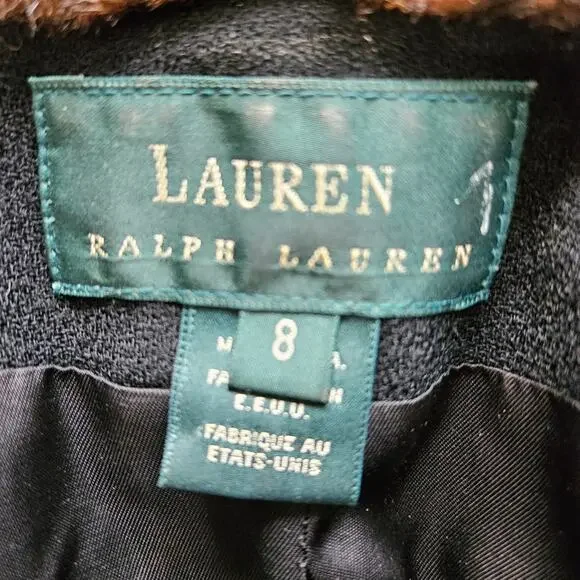 LAUREN
RALPH LAUREN
8
E.E.U.U.
FABRIQUE AU
ETATS-UNIS